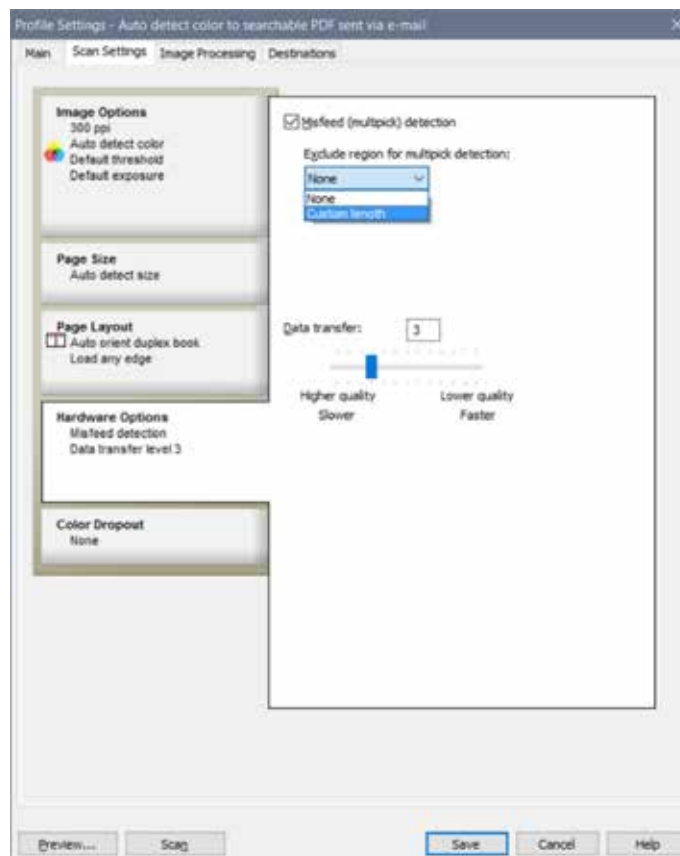 Profile Settings - Auto detect color to searchable PDF sent via e-mail
Main Scan Settings Image Processing Destinations
Image Options
300 ppi
Auto detect color
Default threshold
Default exposure
Page Size
Auto detect size
Page Layout
Auto orient duplex book
Load any edge
Hardware Options
Misfeed detection
Data transfer level 3
Color Dropout
None
Misfeed (multipick) detection
Exclude region for multipick detection:
None
None
Custom length
Data transfer: 3
Higher quality Lower quality
Slower Faster
Preview... Scan Save Cancel Help